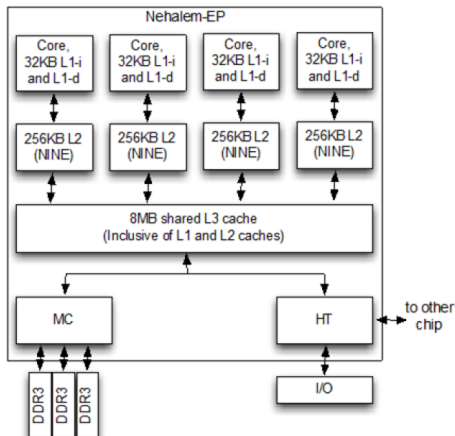 Nehalem-EP
Core,
32KB L1-i
and L1-d
Core,
32KB L1-i
and L1-d
Core,
32KB L1-i
and L1-d
Core,
32KB L1-i
and L1-d
256KB L2
(NINE)
256KB L2
(NINE)
256KB L2
(NINE)
256KB L2
(NINE)
8MB shared L3 cache
(Inclusive of L1 and L2 caches)
MC
HT
to other
chip
DDR3
DDR3
DDR3
I/O